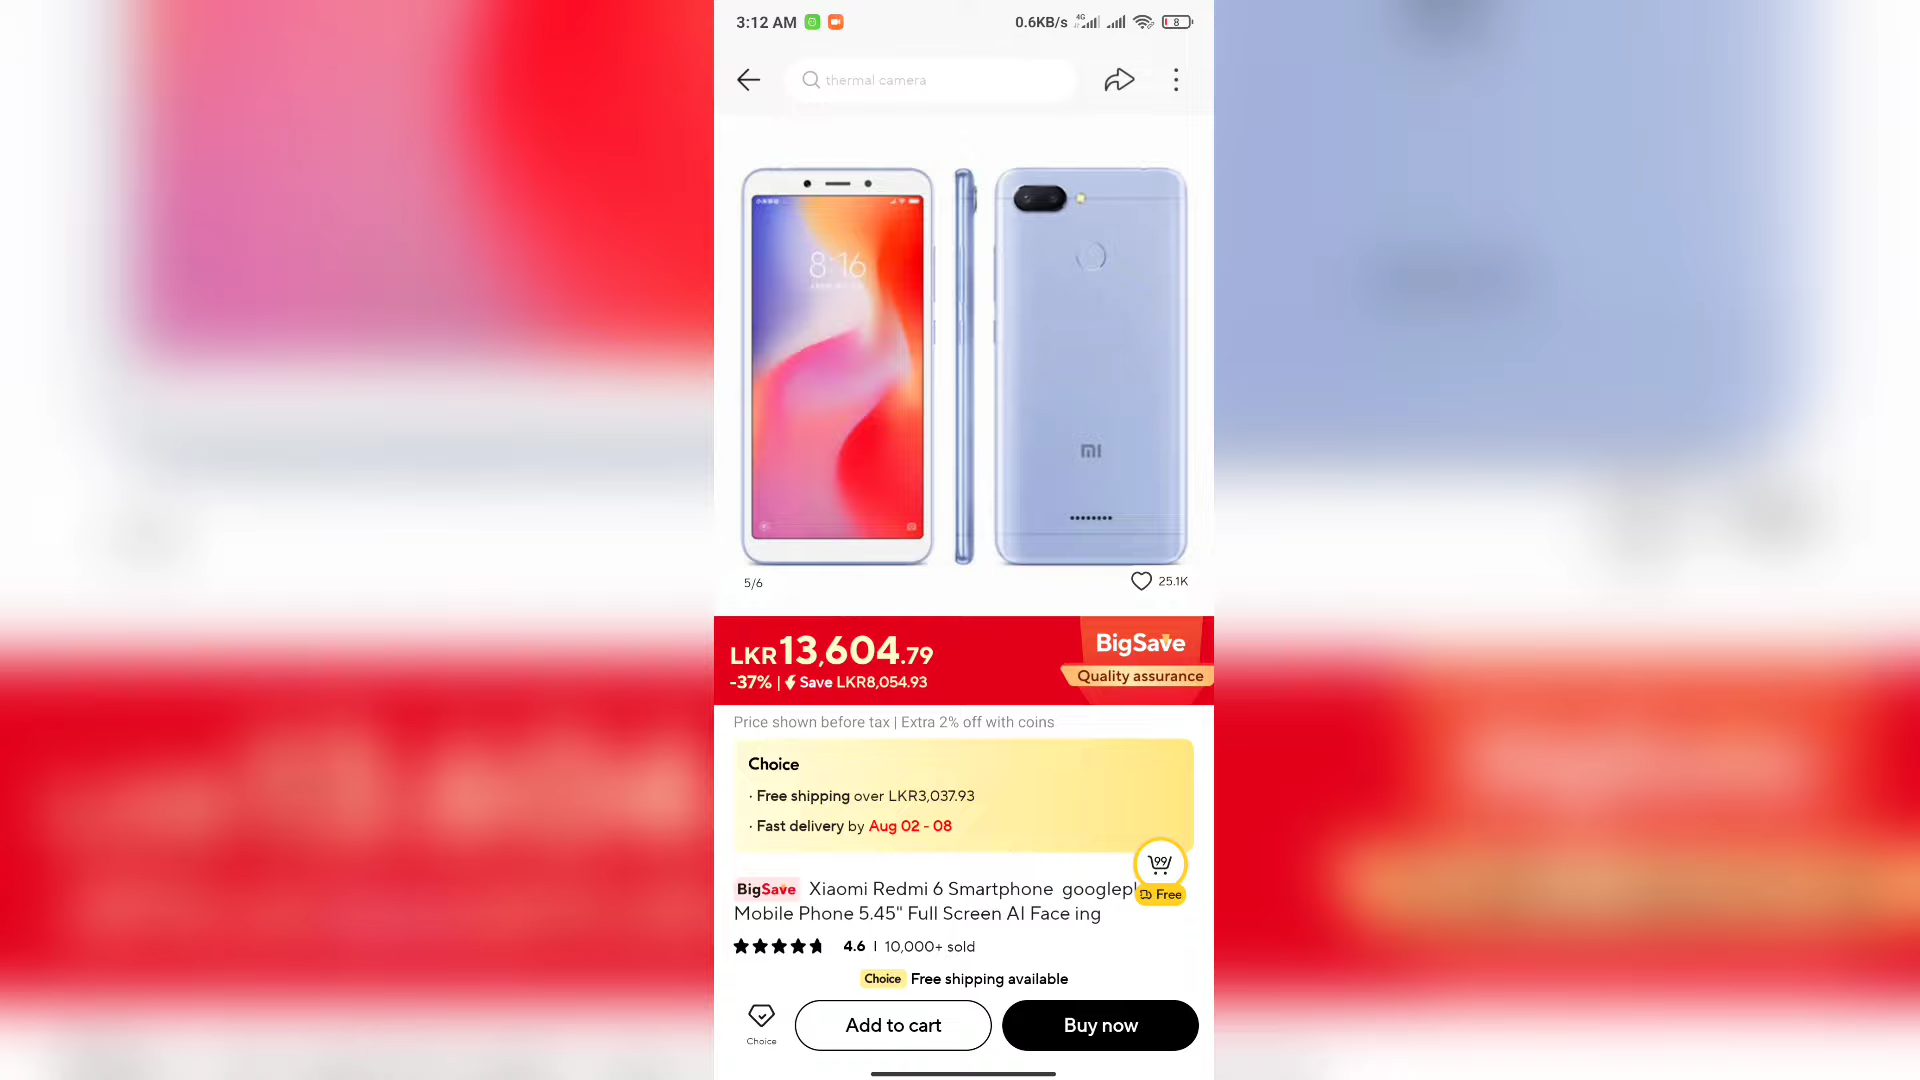 3:12 AM 0.6KB/s 4G 8
thermal camera
8:16
MI
5/6 25.1K
LKR13,604.79
-37% | Save LKR8,054.93
BigSave
Quality assurance
Price shown before tax | Extra 2% off with coins
Choice
· Free shipping over LKR3,037.93
· Fast delivery by Aug 02 - 08
99
Free
BigSave Xiaomi Redmi 6 Smartphone googlepl
Mobile Phone 5.45" Full Screen AI Face ing
4.6 | 10,000+ sold
Choice Free shipping available
Choice
Add to cart
Buy now